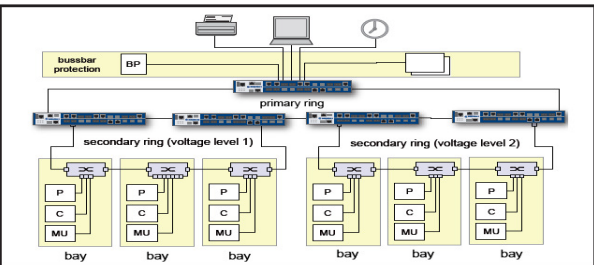 bussbar
protection
BP
primary ring
secondary ring (voltage level 1)
secondary ring (voltage level 2)
P
P
P
P
P
P
C
C
C
C
C
C
MU
MU
MU
MU
MU
MU
bay
bay
bay
bay
bay
bay